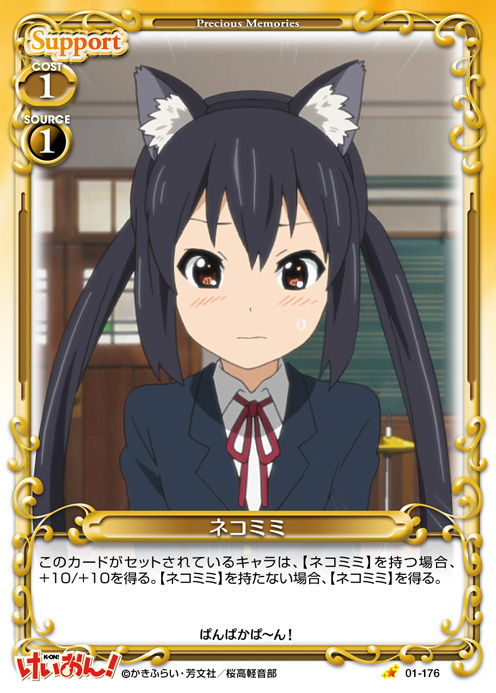 Precious Memories
Support
COST
1
SOURCE
1
ネコミミ
このカードがセットされているキャラは、【ネコミミ】を持つ場合、
+10/+10を得る。【ネコミミ】を持たない場合、【ネコミミ】を得る。
ぱんぱかぱ〜ん!
K-ON!
けいおん!
©かきふらい・芳文社/桜高軽音部
01-176